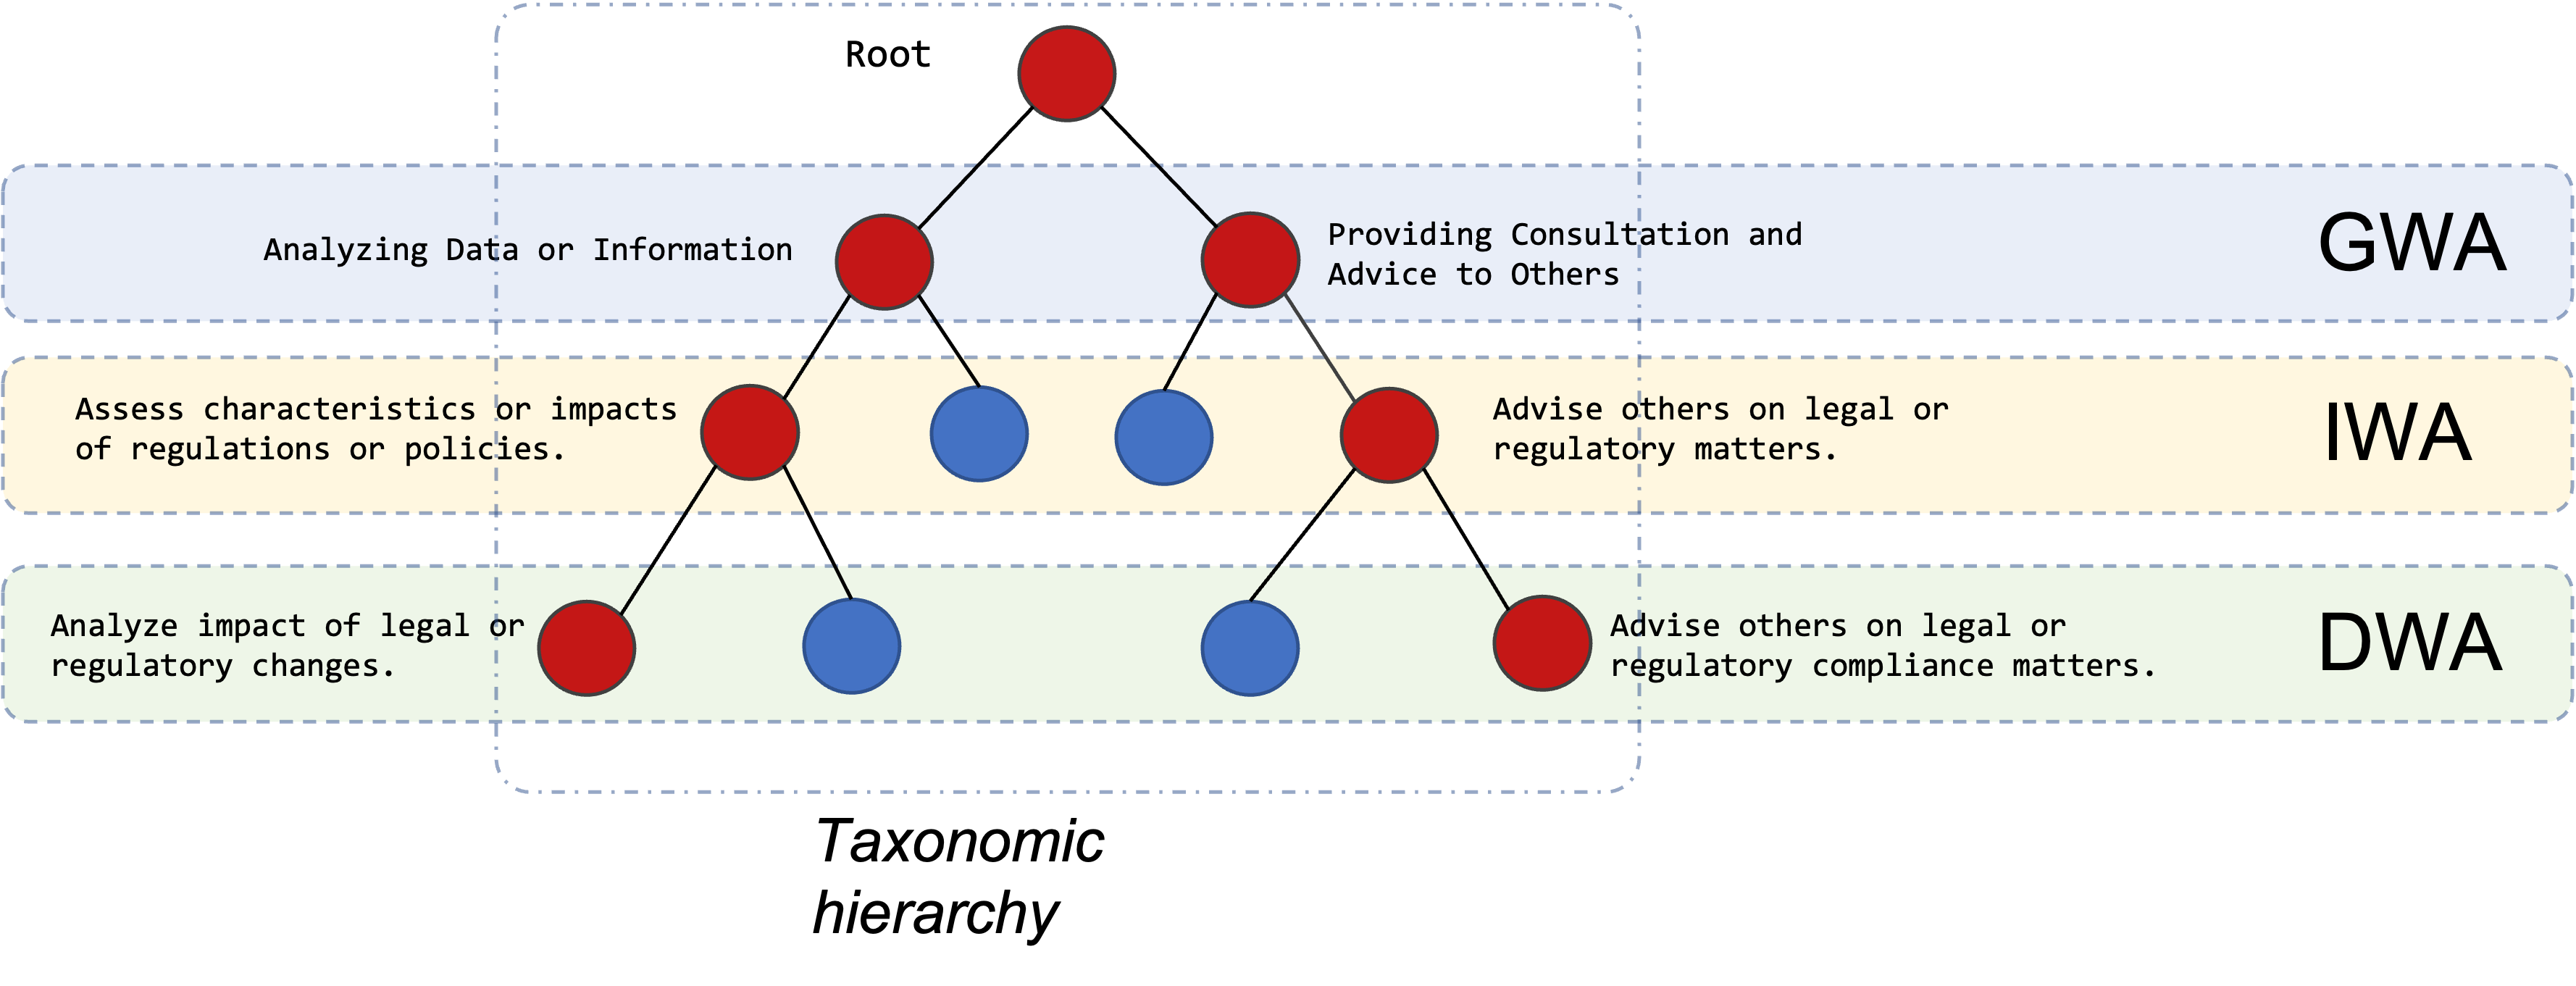 Root
Analyzing Data or Information
Providing Consultation and
Advice to Others
GWA
Assess characteristics or impacts
of regulations or policies.
Advise others on legal or
regulatory matters.
IWA
Analyze impact of legal or
regulatory changes.
Advise others on legal or
regulatory compliance matters.
DWA
Taxonomic
hierarchy